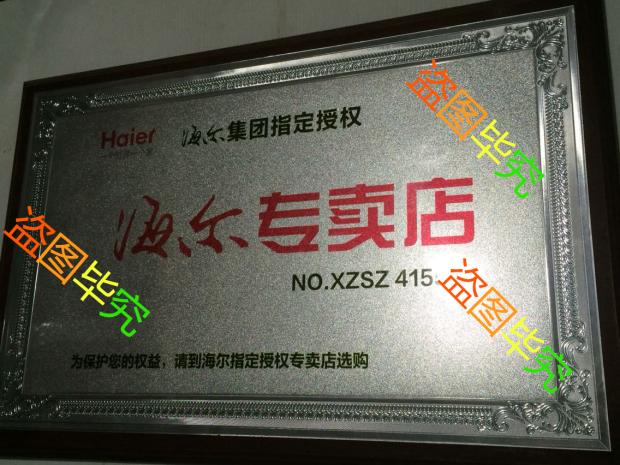 Haier 海尔集团指定授权
海尔专卖店
NO.XZSZ 415
为保护您的权益，请到海尔指定授权专卖店选购
盗图毕究
盗图毕究
盗图毕究